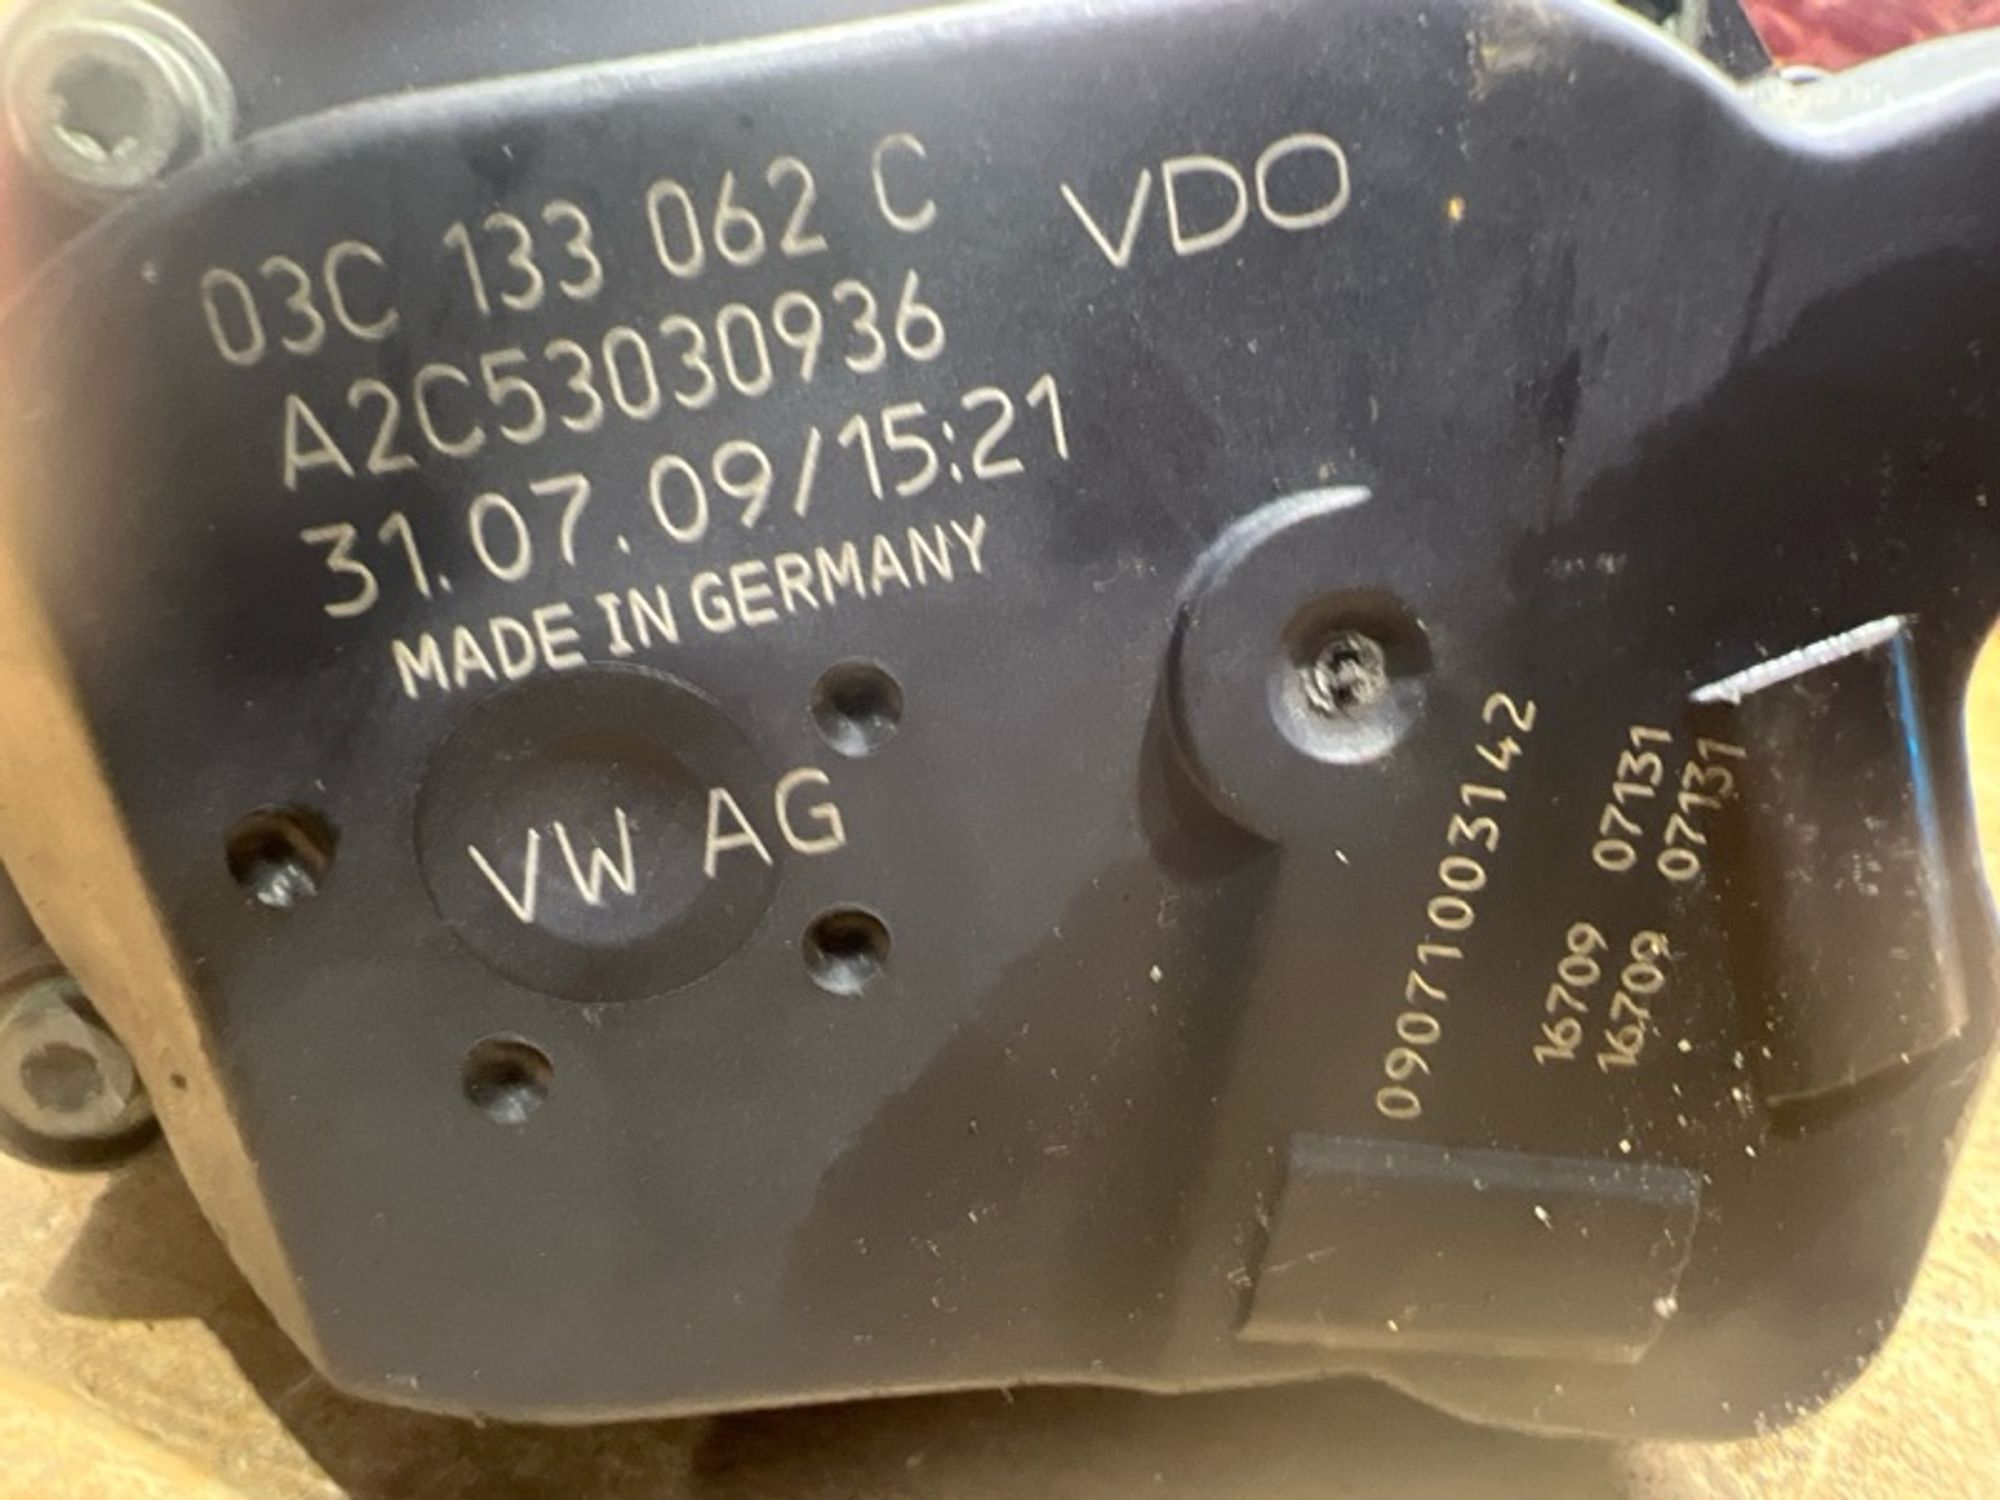 03C 133 062 C
VDO
A2C53030936
31.07.09/15:21
MADE IN GERMANY
VW AG
090710003142
16709 07131
16709 07131